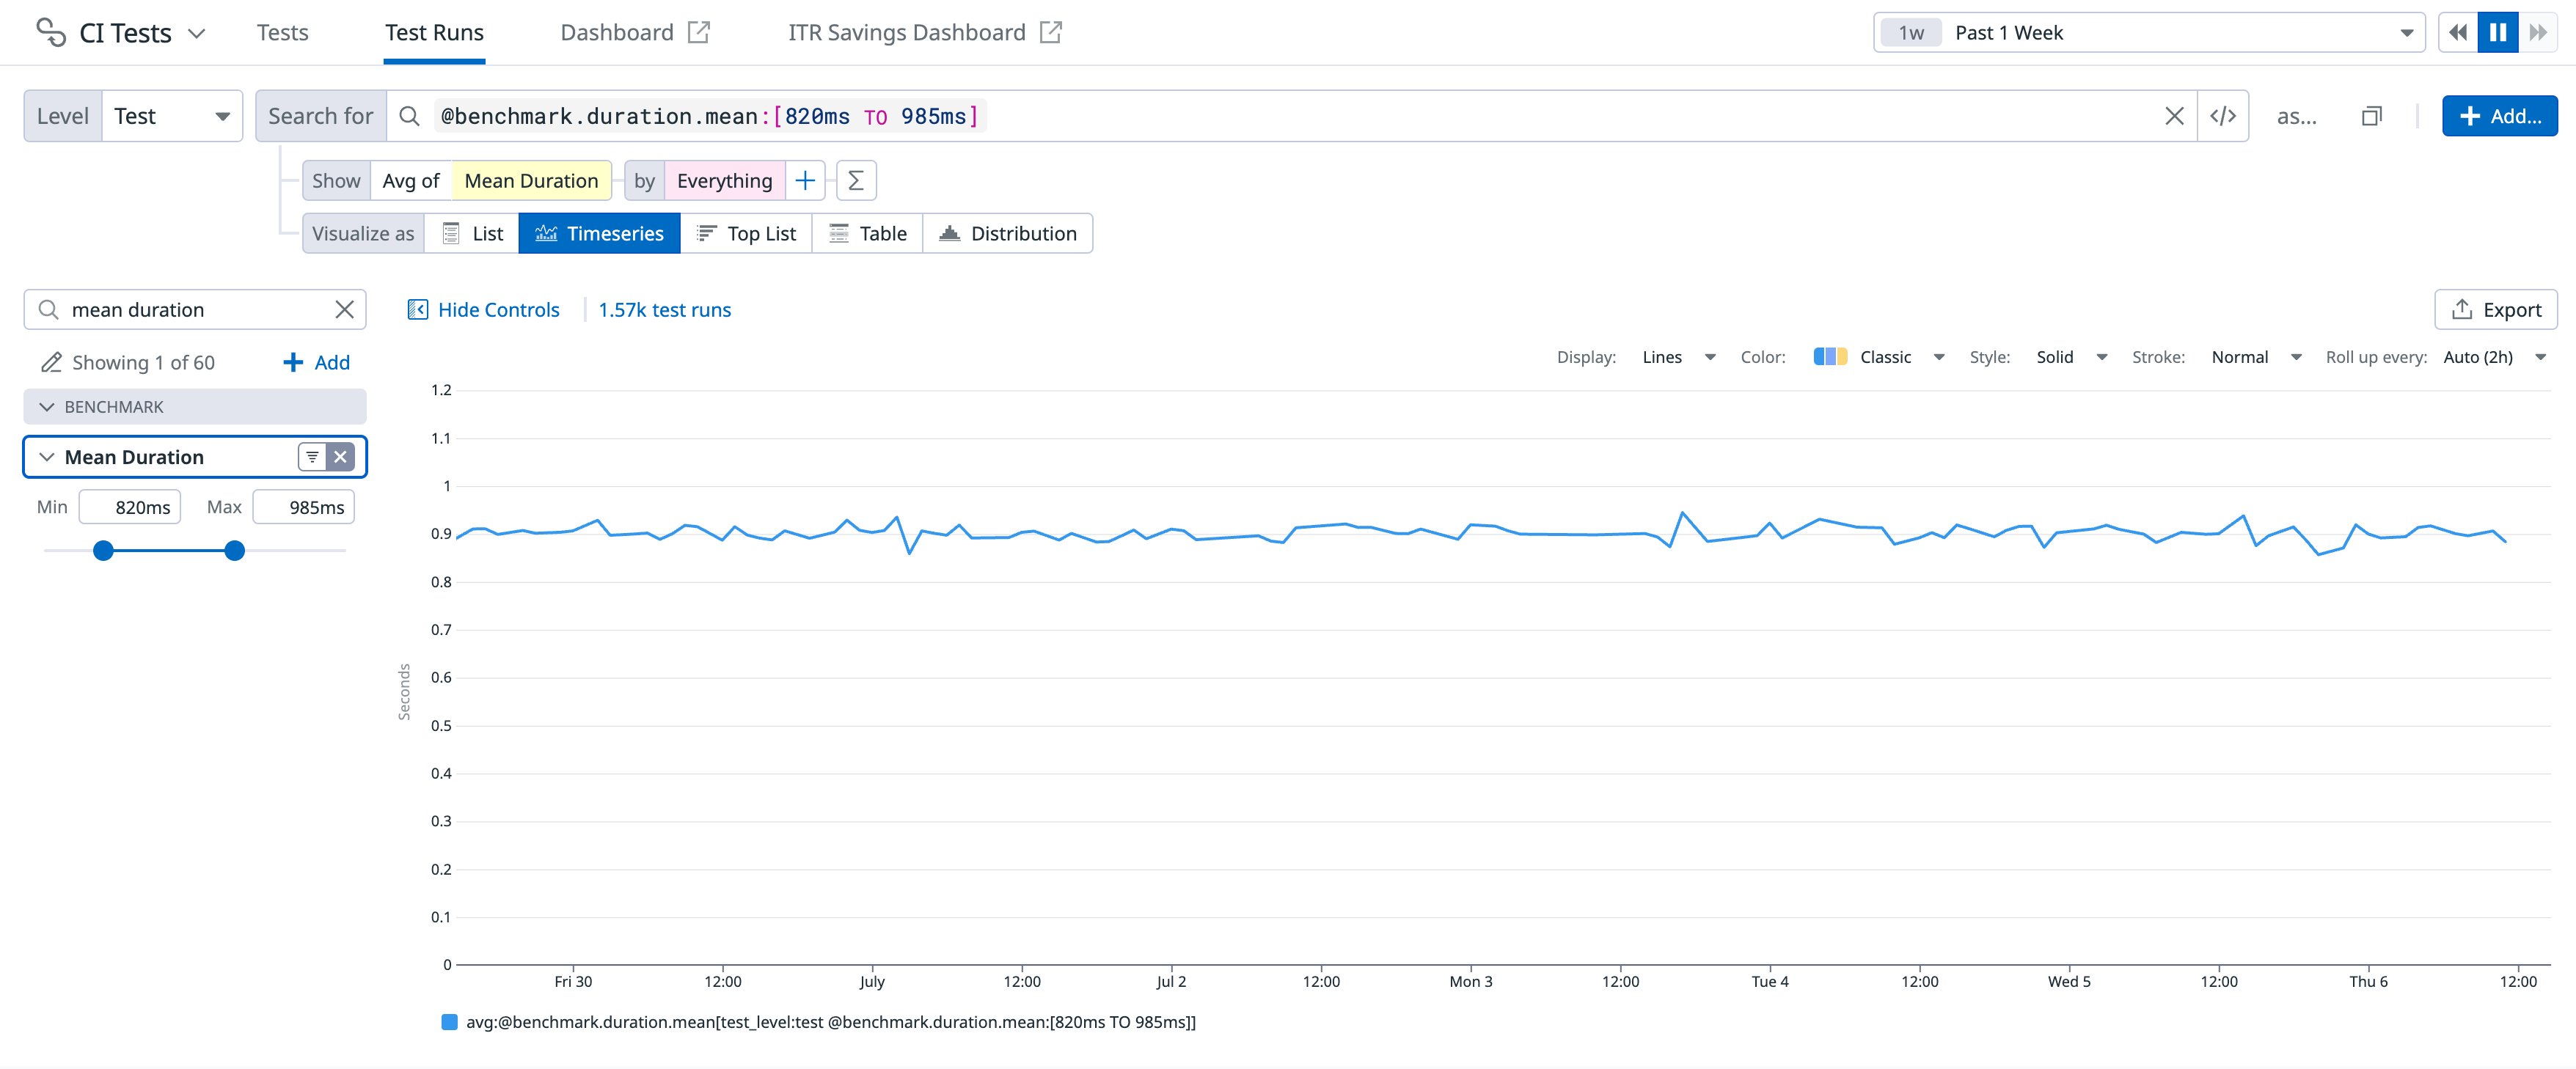 CI Tests Tests Test Runs Dashboard ITR Savings Dashboard 1w Past 1 Week
Level Test Search for @benchmark.duration.mean:[820ms TO 985ms] </> as... Add...
Show Avg of Mean Duration by Everything + Σ
Visualize as List Timeseries Top List Table Distribution
mean duration Hide Controls 1.57k test runs Export
Showing 1 of 60 + Add Display: Lines Color: Classic Style: Solid Stroke: Normal Roll up every: Auto (2h)
BENCHMARK
Mean Duration
Min 820ms Max 985ms
1.2
1.1
1
0.9
0.8
0.7
0.6
0.5
0.4
0.3
0.2
0.1
0
Seconds
Fri 30 12:00 July 12:00 Jul 2 12:00 Mon 3 12:00 Tue 4 12:00 Wed 5 12:00 Thu 6 12:00
avg:@benchmark.duration.mean[test_level:test @benchmark.duration.mean:[820ms TO 985ms]]